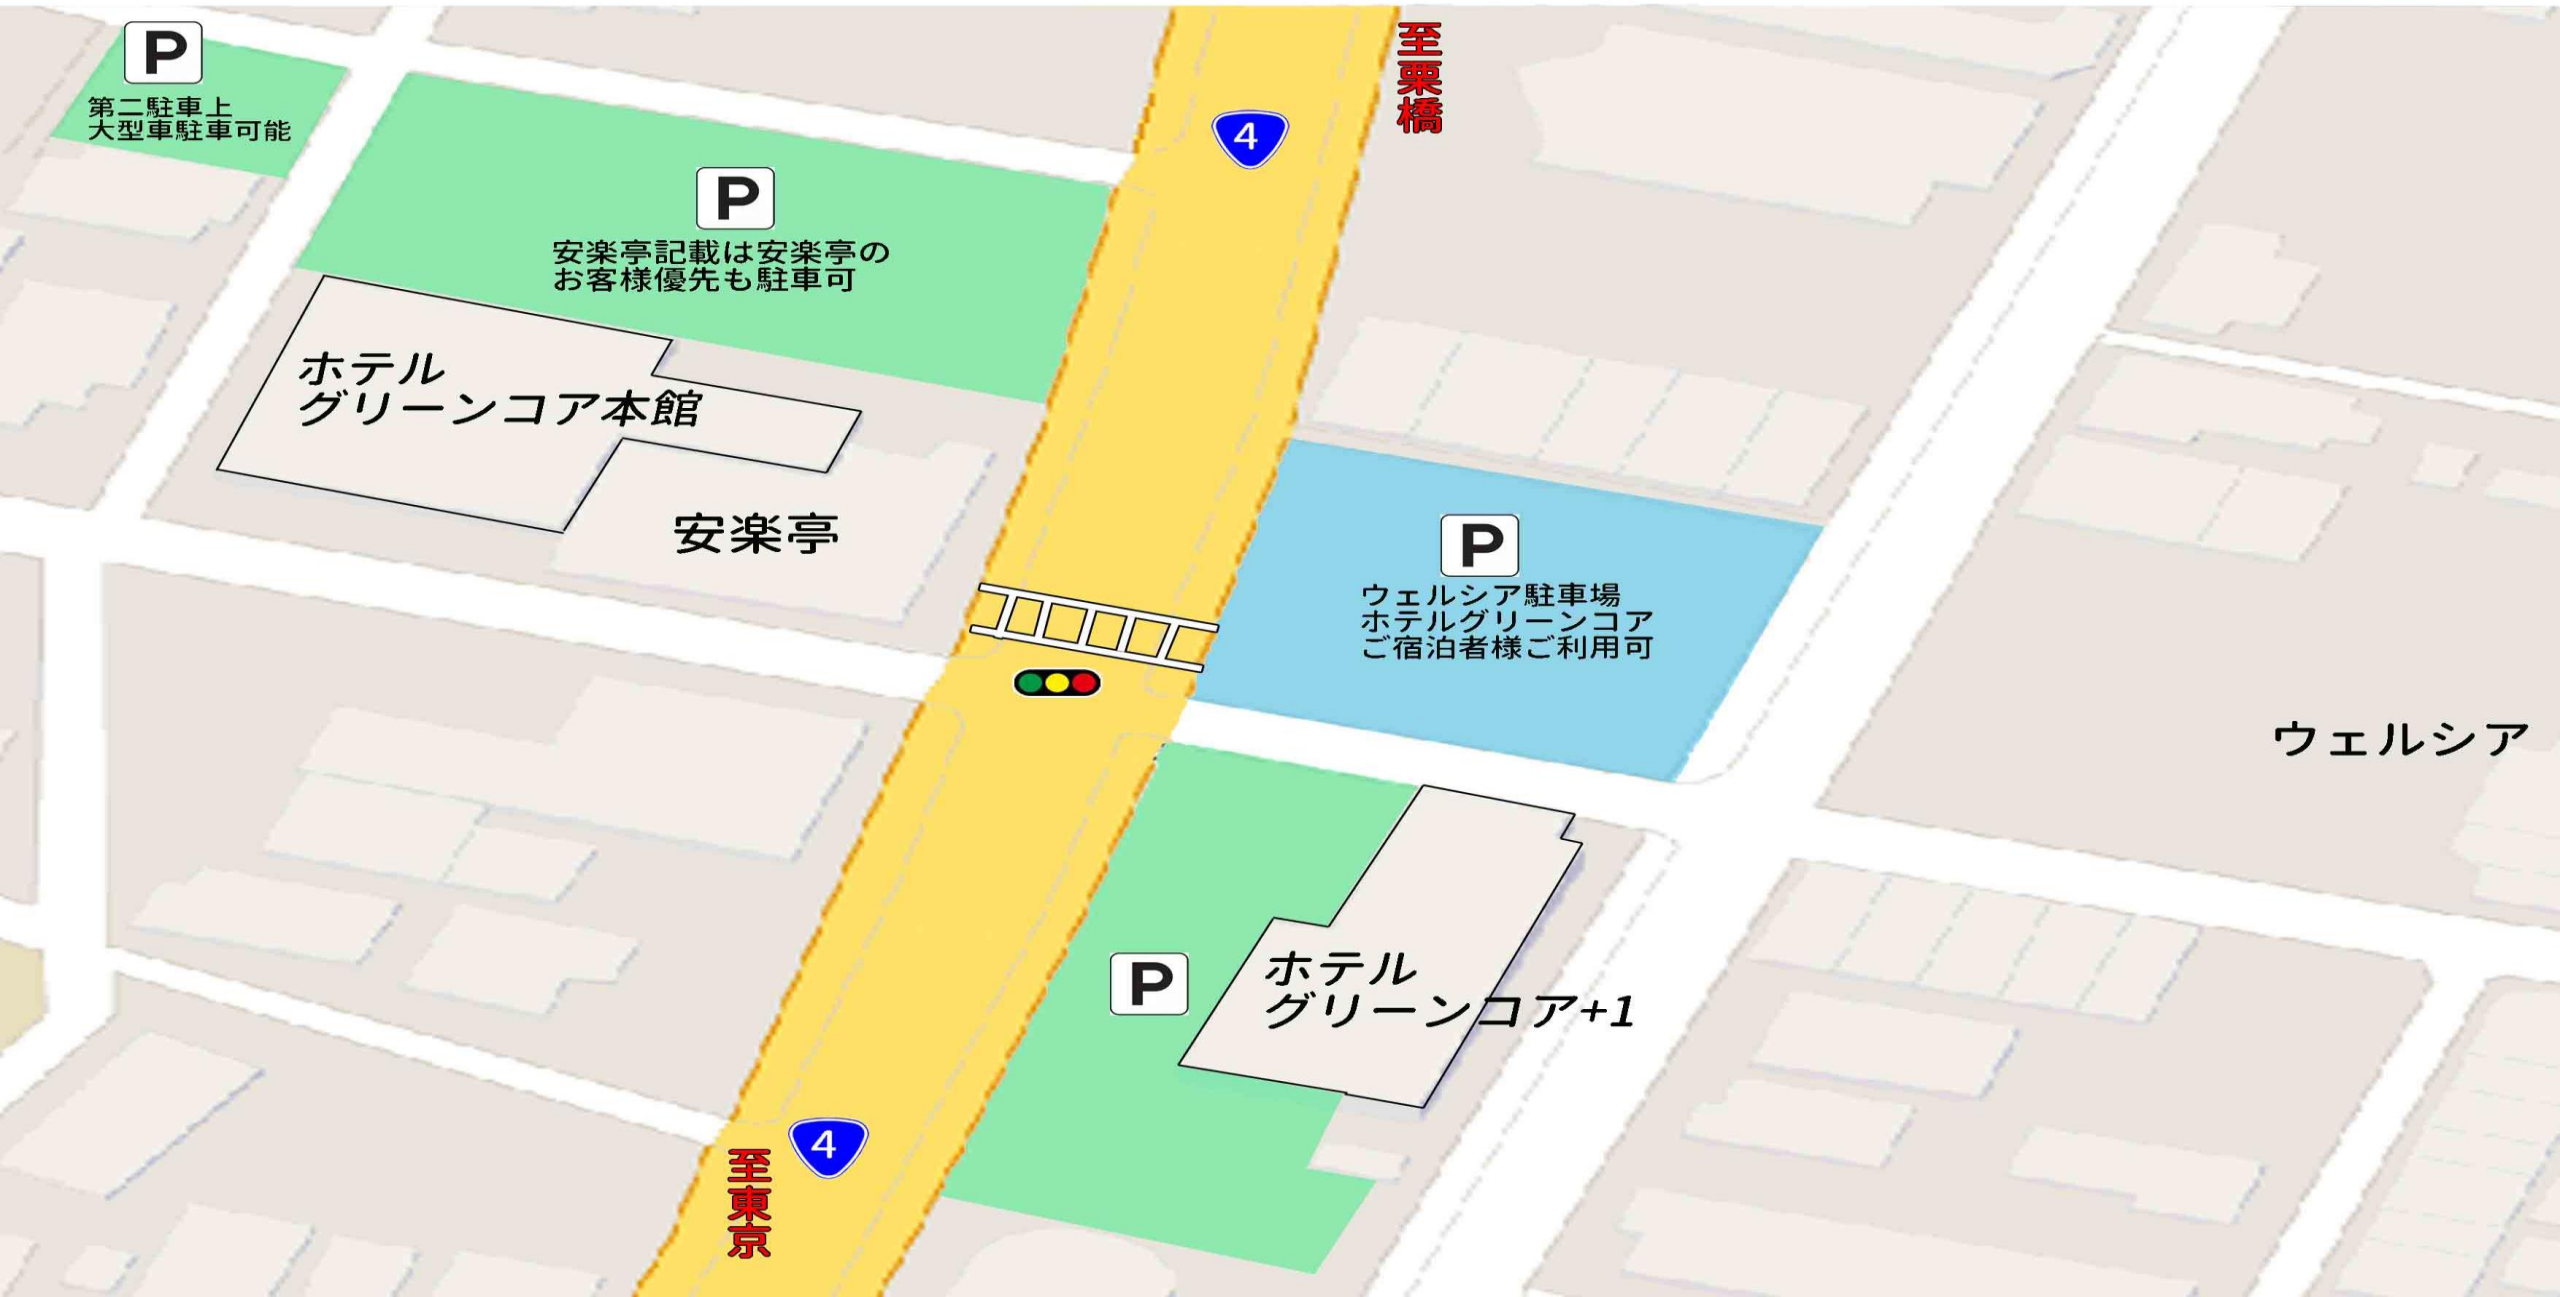 P
第二駐車上
大型車駐車可能
至栗橋
4
P
安楽亭記載は安楽亭の
お客様優先も駐車可
ホテル
グリーンコア本館
安楽亭
P
ウェルシア駐車場
ホテルグリーンコア
ご宿泊者様ご利用可
ウェルシア
P
ホテル
グリーンコア+1
4
至東京